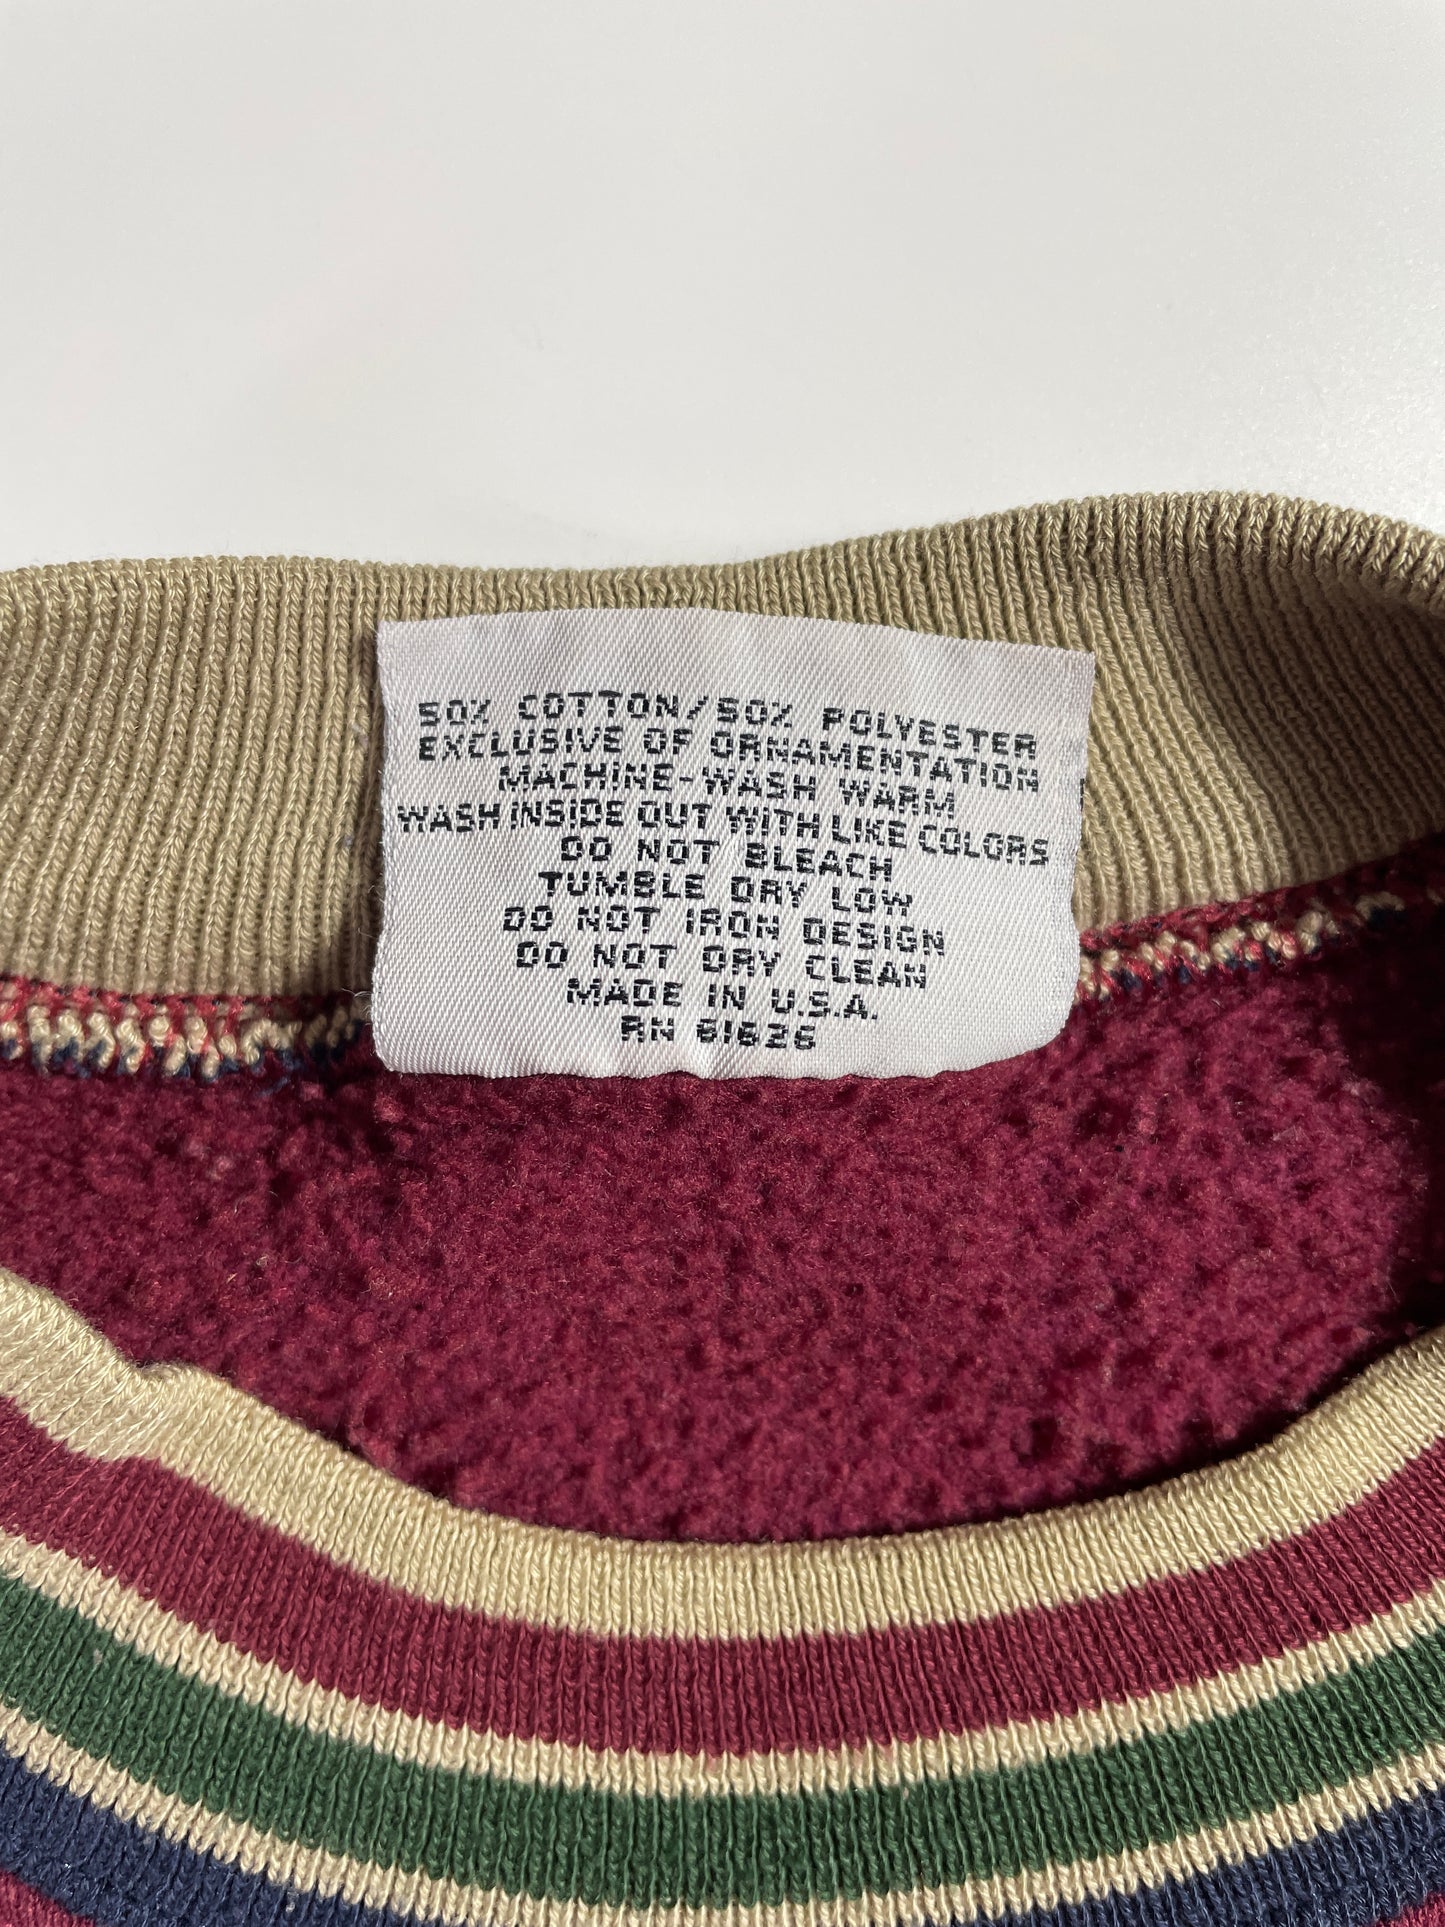 50% COTTON/50% POLYESTER
EXCLUSIVE OF ORNAMENTATION
MACHINE-WASH WARM
WASH INSIDE OUT WITH LIKE COLORS
DO NOT BLEACH
TUMBLE DRY LOW
DO NOT IRON DESIGN
DO NOT DRY CLEAN
MADE IN U.S.A.
RN 61626